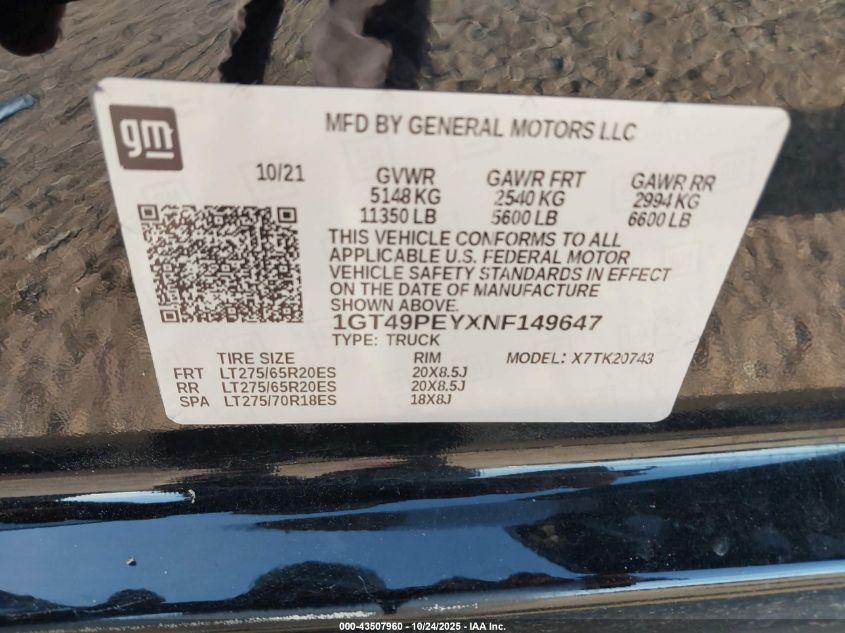 gm
MFD BY GENERAL MOTORS LLC
10/21 GVWR GAWR FRT GAWR RR
5148 KG 2540 KG 2994 KG
11350 LB 5600 LB 6600 LB
THIS VEHICLE CONFORMS TO ALL
APPLICABLE U.S. FEDERAL MOTOR
VEHICLE SAFETY STANDARDS IN EFFECT
ON THE DATE OF MANUFACTURE
SHOWN ABOVE.
1GT49PEYXNF149647
TYPE: TRUCK MODEL: X7TK20743
TIRE SIZE RIM
FRT LT275/65R20ES 20X8.5J
RR LT275/65R20ES 20X8.5J
SPA LT275/70R18ES 18X8J
000-43507960 - 10/24/2025 - IAA Inc.